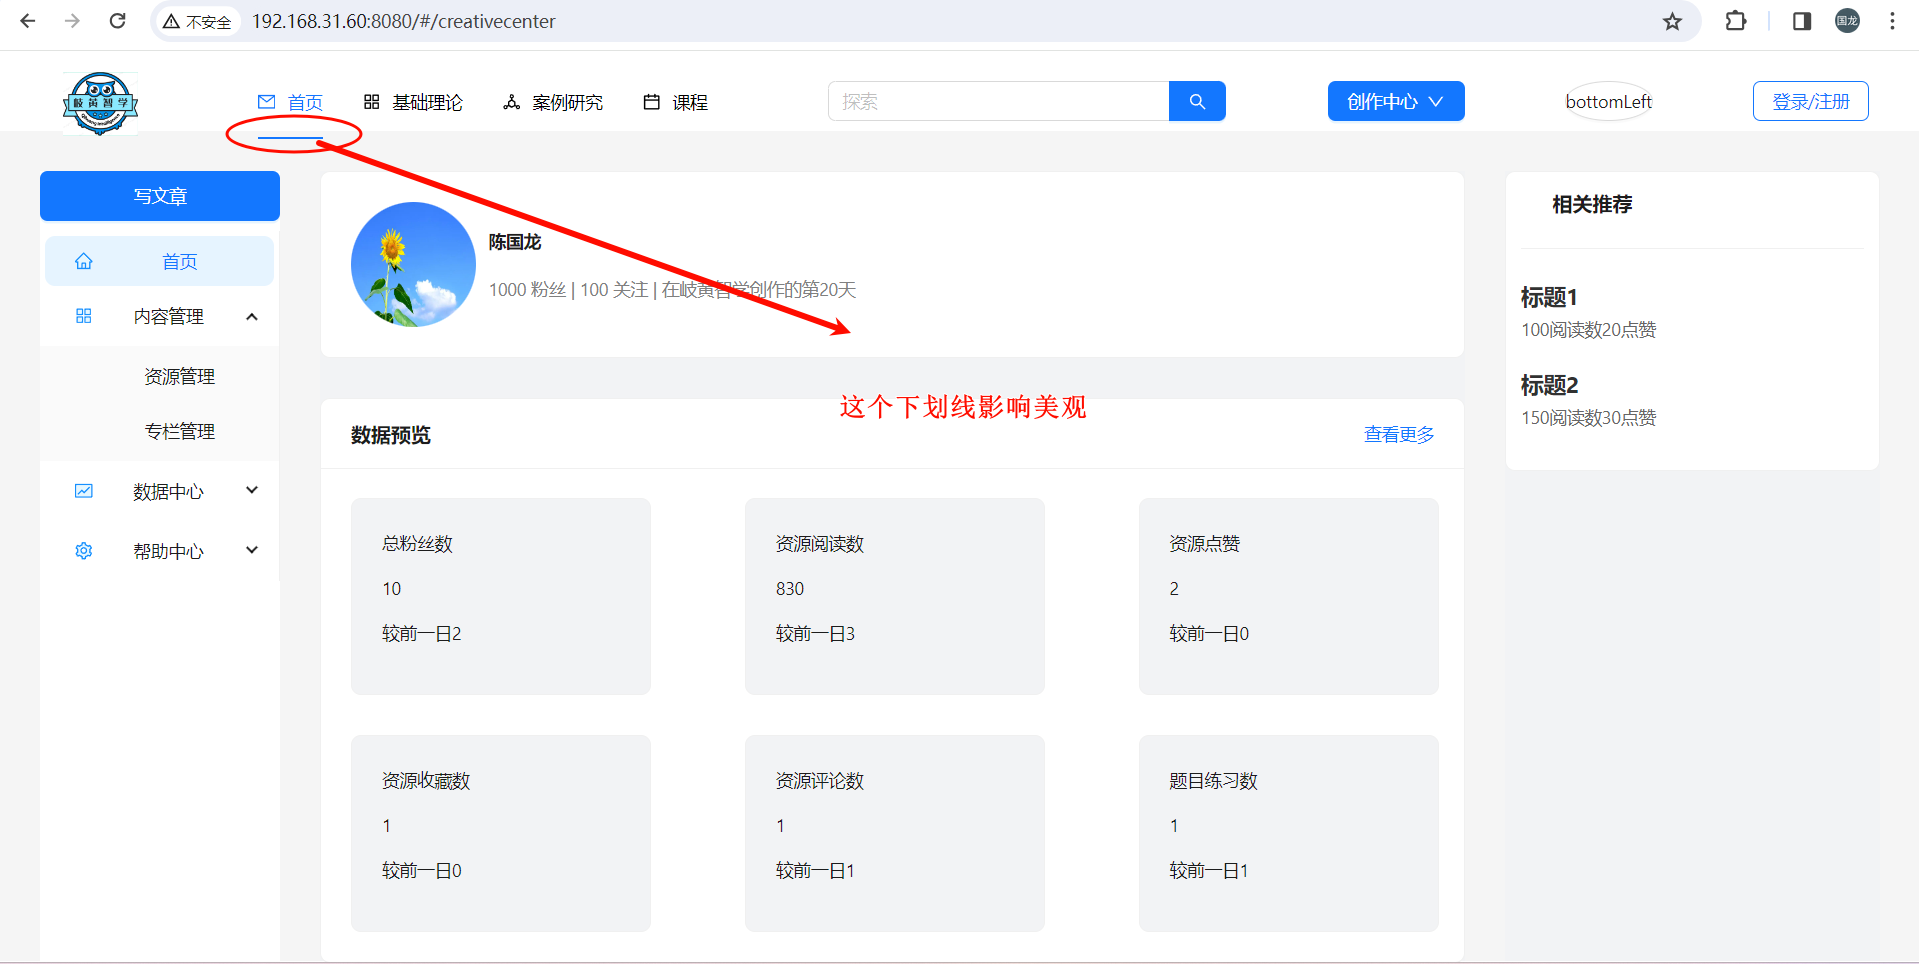 不安全 192.168.31.60:8080/#/creativecenter
国龙
岐黄智学
首页 基础理论 案例研究 课程
探索
创作中心
bottomLeft
登录/注册
写文章
首页
内容管理
资源管理
专栏管理
数据中心
帮助中心
陈国龙
1000 粉丝 | 100 关注 | 在岐黄智学创作的第20天
这个下划线影响美观
数据预览
查看更多
总粉丝数
10
较前一日2
资源阅读数
830
较前一日3
资源点赞
2
较前一日0
资源收藏数
1
较前一日0
资源评论数
1
较前一日1
题目练习数
1
较前一日1
相关推荐
标题1
100阅读数20点赞
标题2
150阅读数30点赞